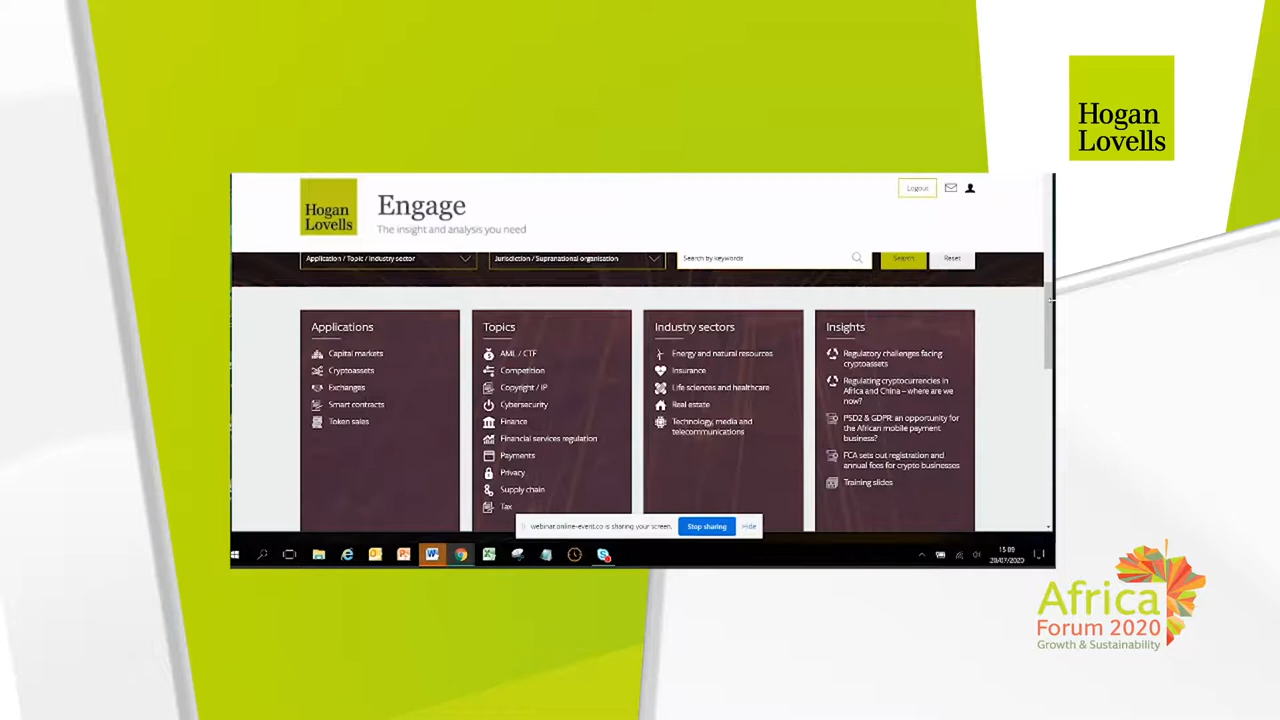 Hogan
Lovells
Hogan
Lovells
Engage
The insight and analysis you need
Logout
Application / Topic / Industry sector
Jurisdiction / Supranational organisation
Search by keywords
Search
Reset
Applications
Capital markets
Cryptoassets
Exchanges
Smart contracts
Token sales
Topics
AML / CTF
Competition
Copyright / IP
Cybersecurity
Finance
Financial services regulation
Payments
Privacy
Supply chain
Tax
Industry sectors
Energy and natural resources
Insurance
Life sciences and healthcare
Real estate
Technology, media and
telecommunications
Insights
Regulatory challenges facing
cryptoassets
Regulating cryptocurrencies in
Africa and China – where are we
now?
PSD2 & GDPR: an opportunity for
the African mobile payment
business?
FCA sets out registration and
annual fees for crypto businesses
Training slides
webinar.online-event.co is sharing your screen.
Stop sharing
Hide
15:09
20/07/2020
Africa
Forum 2020
Growth & Sustainability